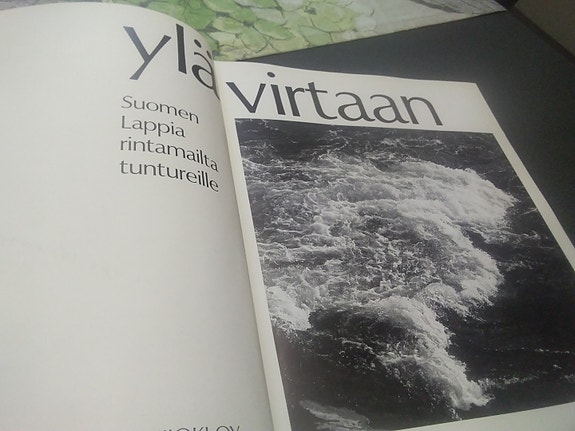 ylävirtaan
Suomen
Lappia
rintamailta
tuntureille